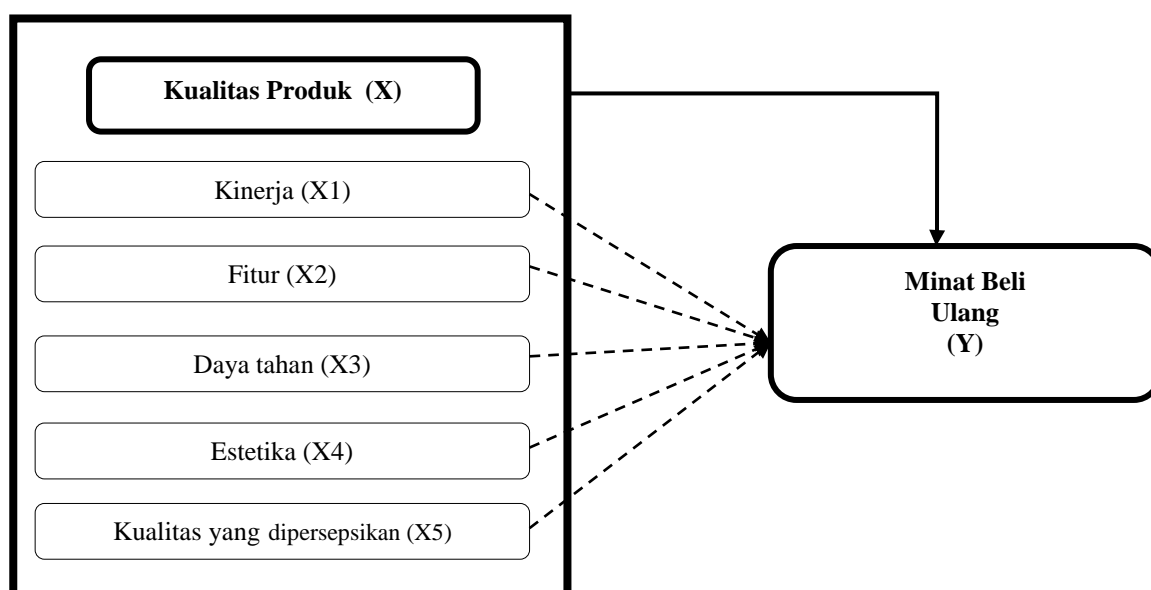 Kualitas Produk (X)
Kinerja (X1)
Fitur (X2)
Daya tahan (X3)
Estetika (X4)
Kualitas yang dipersepsikan (X5)
Minat Beli
Ulang
(Y)